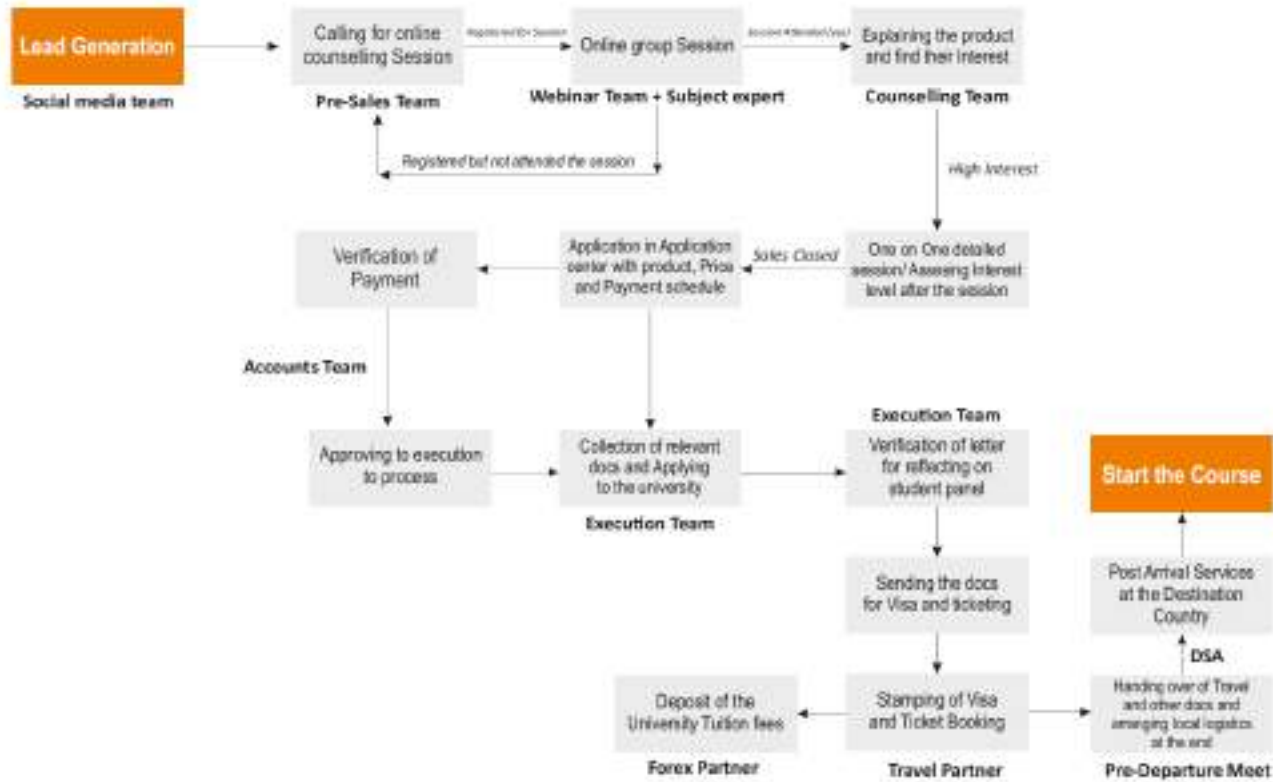 Lead Generation
Social media team
Calling for online
counselling Session
Pre-Sales Team
Registered for Session
Online group Session
Webinar Team + Subject expert
Session Attended
Explaining the product
and find their Interest
Counselling Team
Registered but not attended the session
High Interest
Verification of
Payment
Application in Application
center with product, Price
and Payment schedule
Sales Closed
One on One detailed
session/ Assessing Interest
level after the session
Accounts Team
Approving to execution
to process
Collection of relevant
docs and Applying
to the university
Execution Team
Execution Team
Verification of letter
for reflecting on
student panel
Start the Course
Sending the docs
for Visa and ticketing
Post Arrival Services
at the Destination
Country
DSA
Deposit of the
University Tuition fees
Forex Partner
Stamping of Visa
and Ticket Booking
Travel Partner
Handing over of Travel
and other docs and
arranging local logistics
at the end
Pre-Departure Meet